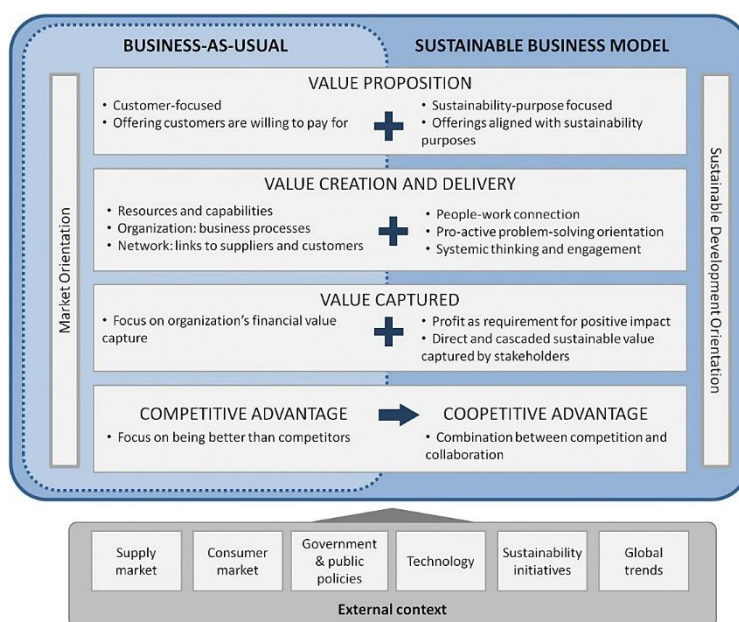 BUSINESS-AS-USUAL
SUSTAINABLE BUSINESS MODEL
Market Orientation
Sustainable Development Orientation
VALUE PROPOSITION
• Customer-focused
• Offering customers are willing to pay for
• Sustainability-purpose focused
• Offerings aligned with sustainability
purposes
VALUE CREATION AND DELIVERY
• Resources and capabilities
• Organization: business processes
• Network: links to suppliers and customers
• People-work connection
• Pro-active problem-solving orientation
• Systemic thinking and engagement
VALUE CAPTURED
• Focus on organization's financial value
capture
• Profit as requirement for positive impact
• Direct and cascaded sustainable value
captured by stakeholders
COMPETITIVE ADVANTAGE
• Focus on being better than competitors
COOPETITIVE ADVANTAGE
• Combination between competition and
collaboration
Supply
market
Consumer
market
Government
& public
policies
Technology
Sustainability
initiatives
Global
trends
External context